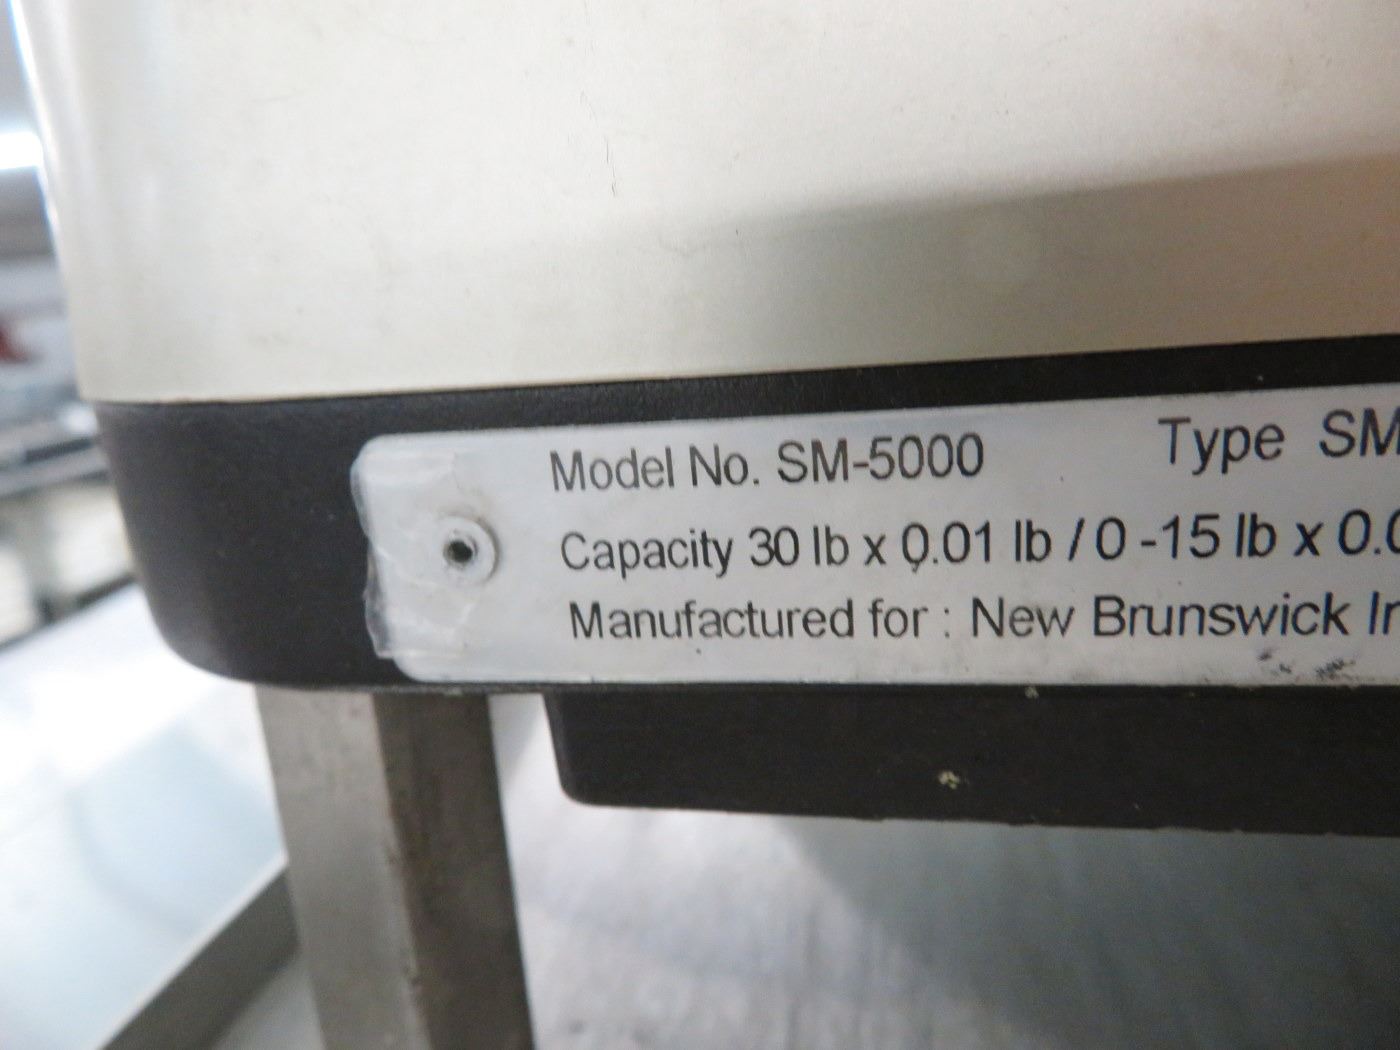 Model No. SM-5000 Type SM
Capacity 30 lb x 0.01 lb / 0 -15 lb x 0.0
Manufactured for : New Brunswick